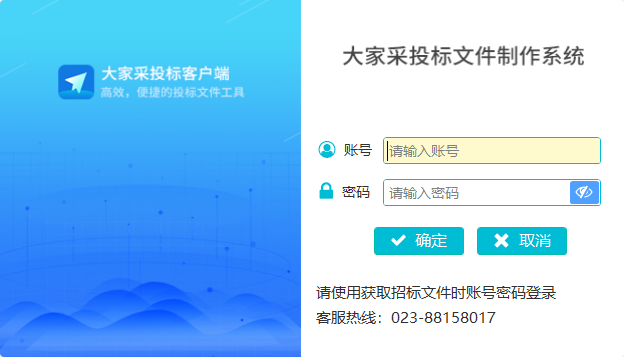 大家采投标客户端
高效，便捷的投标文件工具
大家采投标文件制作系统
账号 请输入账号
密码 请输入密码
确定 取消
请使用获取招标文件时账号密码登录
客服热线：023-88158017